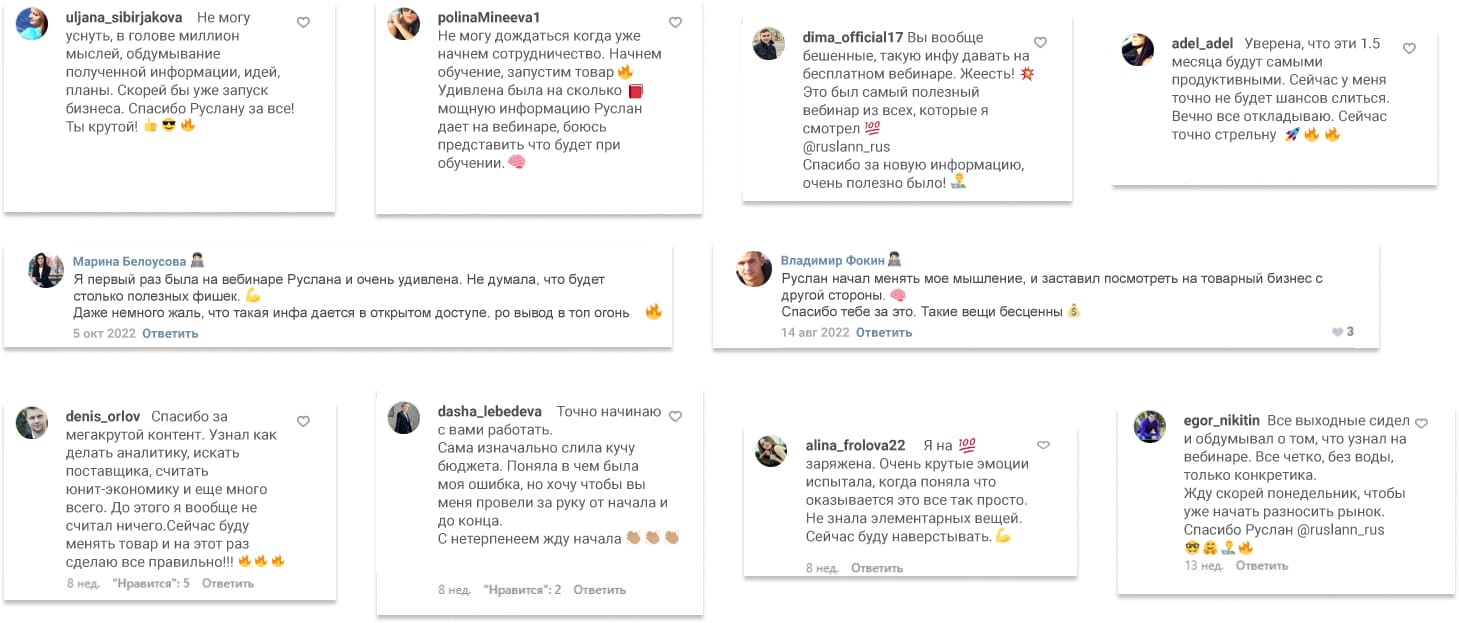 uljana_sibirjakova Не могу
уснуть, в голове миллион
мыслей, обдумывание
полученной информации, идей,
планы. Скорей бы уже запуск
бизнеса. Спасибо Руслану за все!
Ты крутой! 👍😎🔥
polinaMineeva1
Не могу дождаться когда уже
начнем сотрудничество. Начнем
обучение, запустим товар 🔥
Удивлена была на сколько 📕
мощную информацию Руслан
дает на вебинаре, боюсь
представить что будет при
обучении.🧠
dima_official17 Вы вообще
бешенные, такую инфу давать на
бесплатном вебинаре. Жеесть! 💥
Это был самый полезный
вебинар из всех, которые я
смотрел 💯
@ruslann_rus
Спасибо за новую информацию,
очень полезно было! 🤽‍♂️
adel_adel Уверена, что эти 1.5
месяца будут самыми
продуктивными. Сейчас у меня
точно не будет шансов слиться.
Вечно все откладываю. Сейчас
точно стрельну 🚀🔥🔥
Марина Белоусова
Я первый раз была на вебинаре Руслана и очень удивлена. Не думала, что будет
столько полезных фишек. 💪
Даже немного жаль, что такая инфа дается в открытом доступе. ро вывод в топ огонь 🔥
5 окт 2022 Ответить
Владимир Фокин
Руслан начал менять мое мышление, и заставил посмотреть на товарный бизнес с
другой стороны. 🧠
Спасибо тебе за это. Такие вещи бесценны 💰
14 авг 2022 Ответить 3
denis_orlov Спасибо за
мегакрутой контент. Узнал как
делать аналитику, искать
поставщика, считать
юнит-экономику и еще много
всего. До этого я вообще не
считал ничего.Сейчас буду
менять товар и на этот раз
сделаю все правильно!!! 🔥🔥🔥
8 нед. "Нравится": 5 Ответить
dasha_lebedeva Точно начинаю
с вами работать.
Сама изначально слила кучу
бюджета. Поняла в чем была
моя ошибка, но хочу чтобы вы
меня провели за руку от начала и
до конца.
С нетерпенеем жду начала 👏🏽👏🏽👏🏽
8 нед. "Нравится": 2 Ответить
alina_frolova22 Я на 💯
заряжена. Очень крутые эмоции
испытала, когда поняла что
оказывается это все так просто.
Не знала элементарных вещей.
Сейчас буду наверстывать.💪
8 нед. Ответить
egor_nikitin Все выходные сидел
и обдумывал о том, что узнал на
вебинаре. Все четко, без воды,
только конкретика.
Жду скорей понедельник, чтобы
уже начать разносить рынок.
Спасибо Руслан @ruslann_rus
🤓🤗🤽‍♂️🔥
13 нед. Ответить